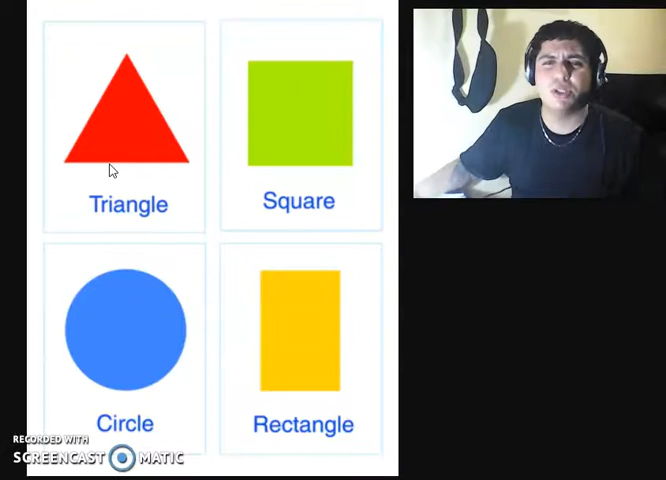 Triangle
Square
Circle
Rectangle
RECORDED WITH
SCREENCAST MATIC